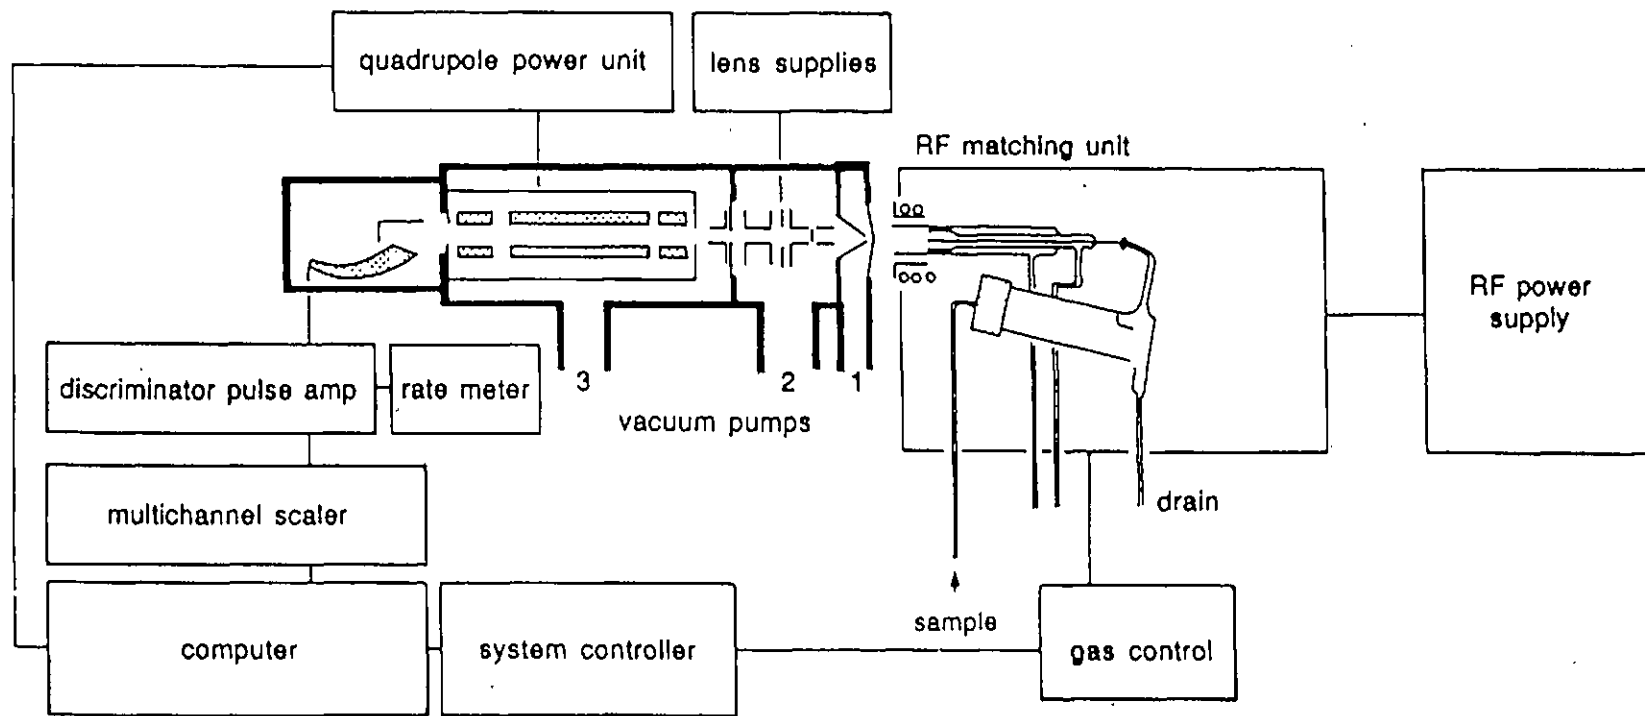 quadrupole power unit
lens supplies
RF matching unit
RF power
supply
discriminator pulse amp
rate meter
3
2
1
vacuum pumps
multichannel scaler
drain
sample
computer
system controller
gas control